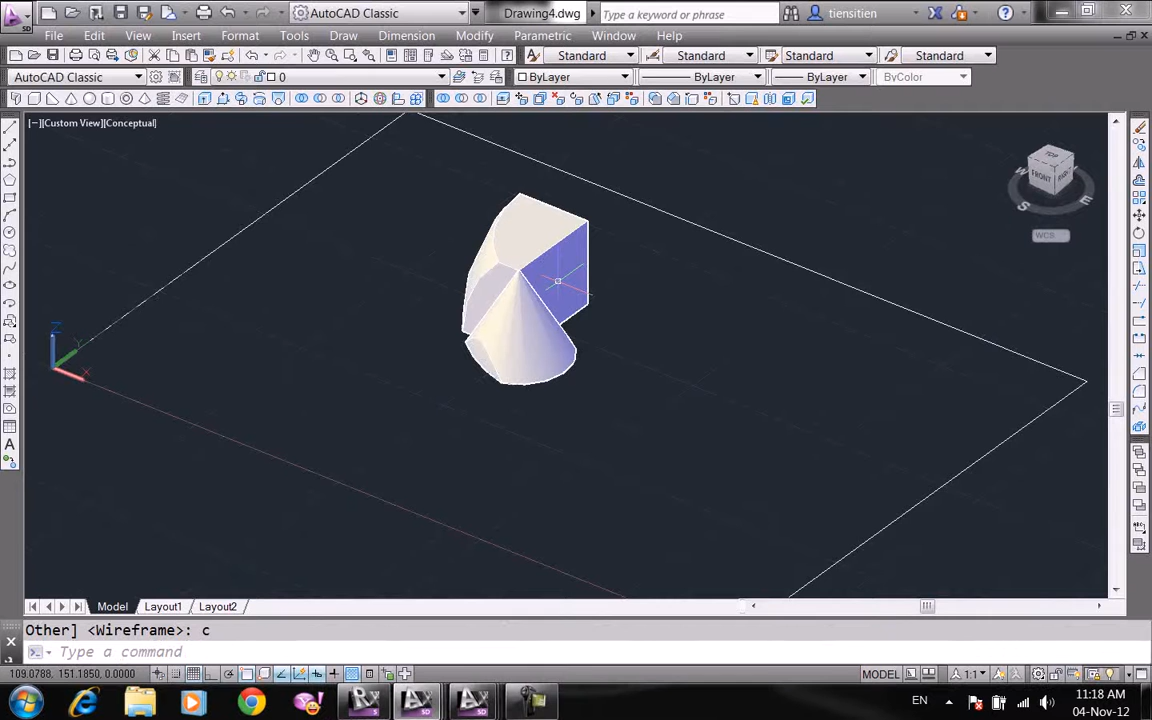 AutoCAD Classic
Drawing4.dwg
Type a keyword or phrase
tiensitien
File Edit View Insert Format Tools Draw Dimension Modify Parametric Window Help
Standard Standard Standard Standard
AutoCAD Classic 0 ByLayer ByLayer ByLayer ByColor
[−][Custom View][Conceptual]
TOP
FRONT RIGHT
W
S E
WCS
Z
Y
X
Model Layout1 Layout2
Other] <Wireframe>: c
Type a command
109.0788, 151.1850, 0.0000 MODEL 1:1
EN 11:18 AM
04-Nov-12